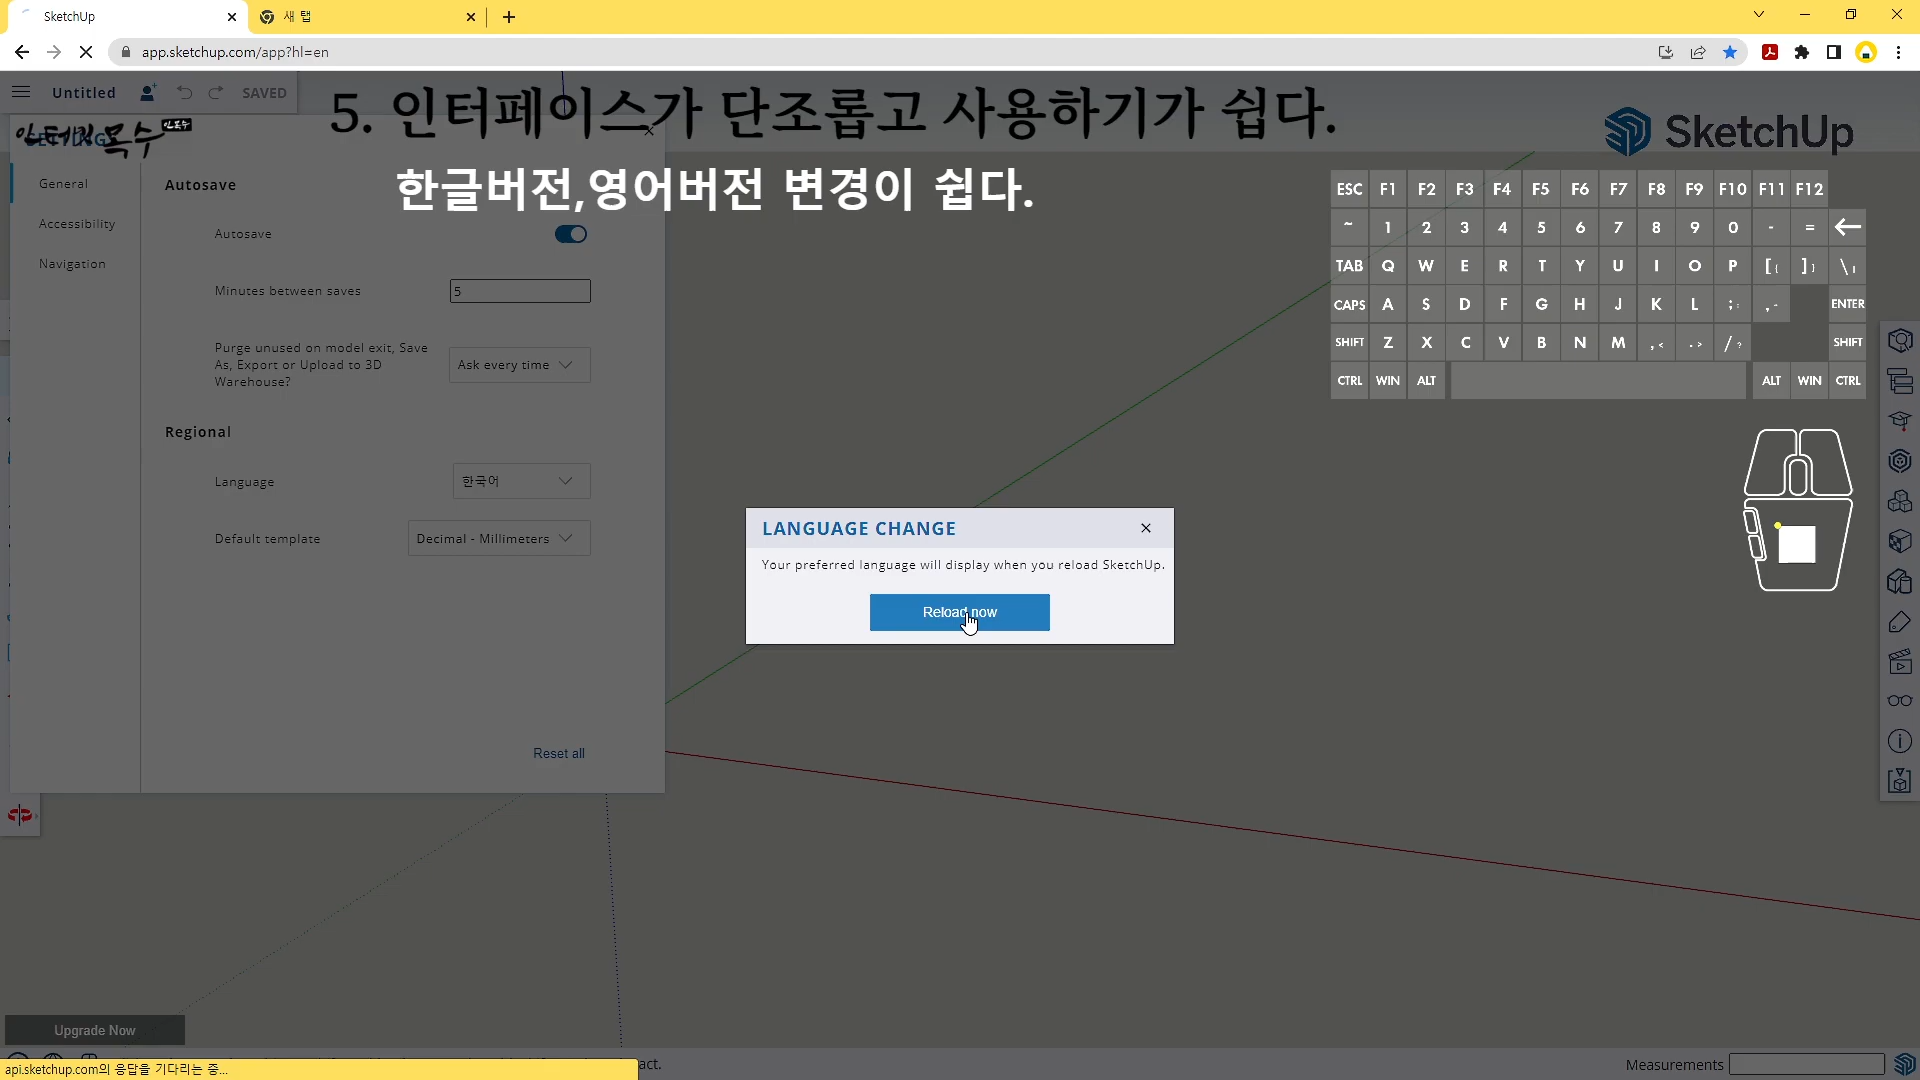 SketchUp
새 탭
app.sketchup.com/app?hl=en
Untitled
SAVED
5. 인터페이스가 단조롭고 사용하기가 쉽다.
한글버전,영어버전 변경이 쉽다.
SketchUp
General
Accessibility
Navigation
Autosave
Autosave
Minutes between saves
5
Purge unused on model exit, Save
As, Export or Upload to 3D
Warehouse?
Ask every time
Regional
Language
한국어
Default template
Decimal - Millimeters
Reset all
LANGUAGE CHANGE
Your preferred language will display when you reload SketchUp.
Reload now
ESC F1 F2 F3 F4 F5 F6 F7 F8 F9 F10 F11 F12
~ 1 2 3 4 5 6 7 8 9 0 - =
TAB Q W E R T Y U I O P [{ ]} \|
CAPS A S D F G H J K L ;: ENTER
SHIFT Z X C V B N M ,< .> /? SHIFT
CTRL WIN ALT ALT WIN CTRL
Upgrade Now
api.sketchup.com의 응답을 기다리는 중...
act.
Measurements